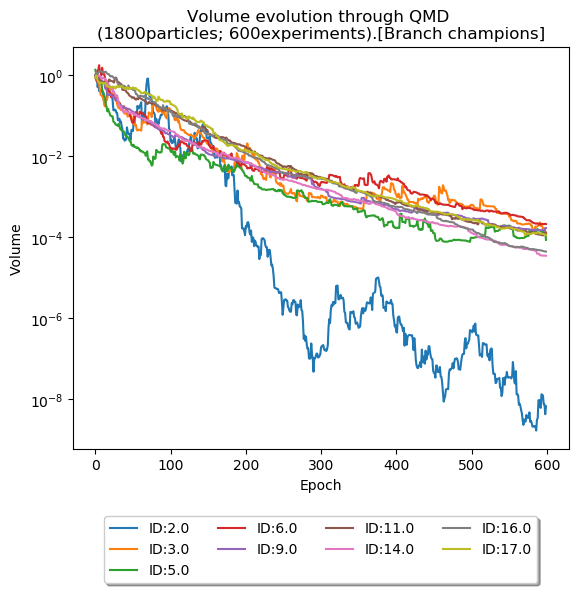 Volume evolution through QMD
(1800particles; 600experiments).[Branch champions]
Volume
10⁰
10⁻²
10⁻⁴
10⁻⁶
10⁻⁸
0 100 200 300 400 500 600
Epoch
ID:2.0 ID:6.0 ID:11.0 ID:16.0
ID:3.0 ID:9.0 ID:14.0 ID:17.0
ID:5.0